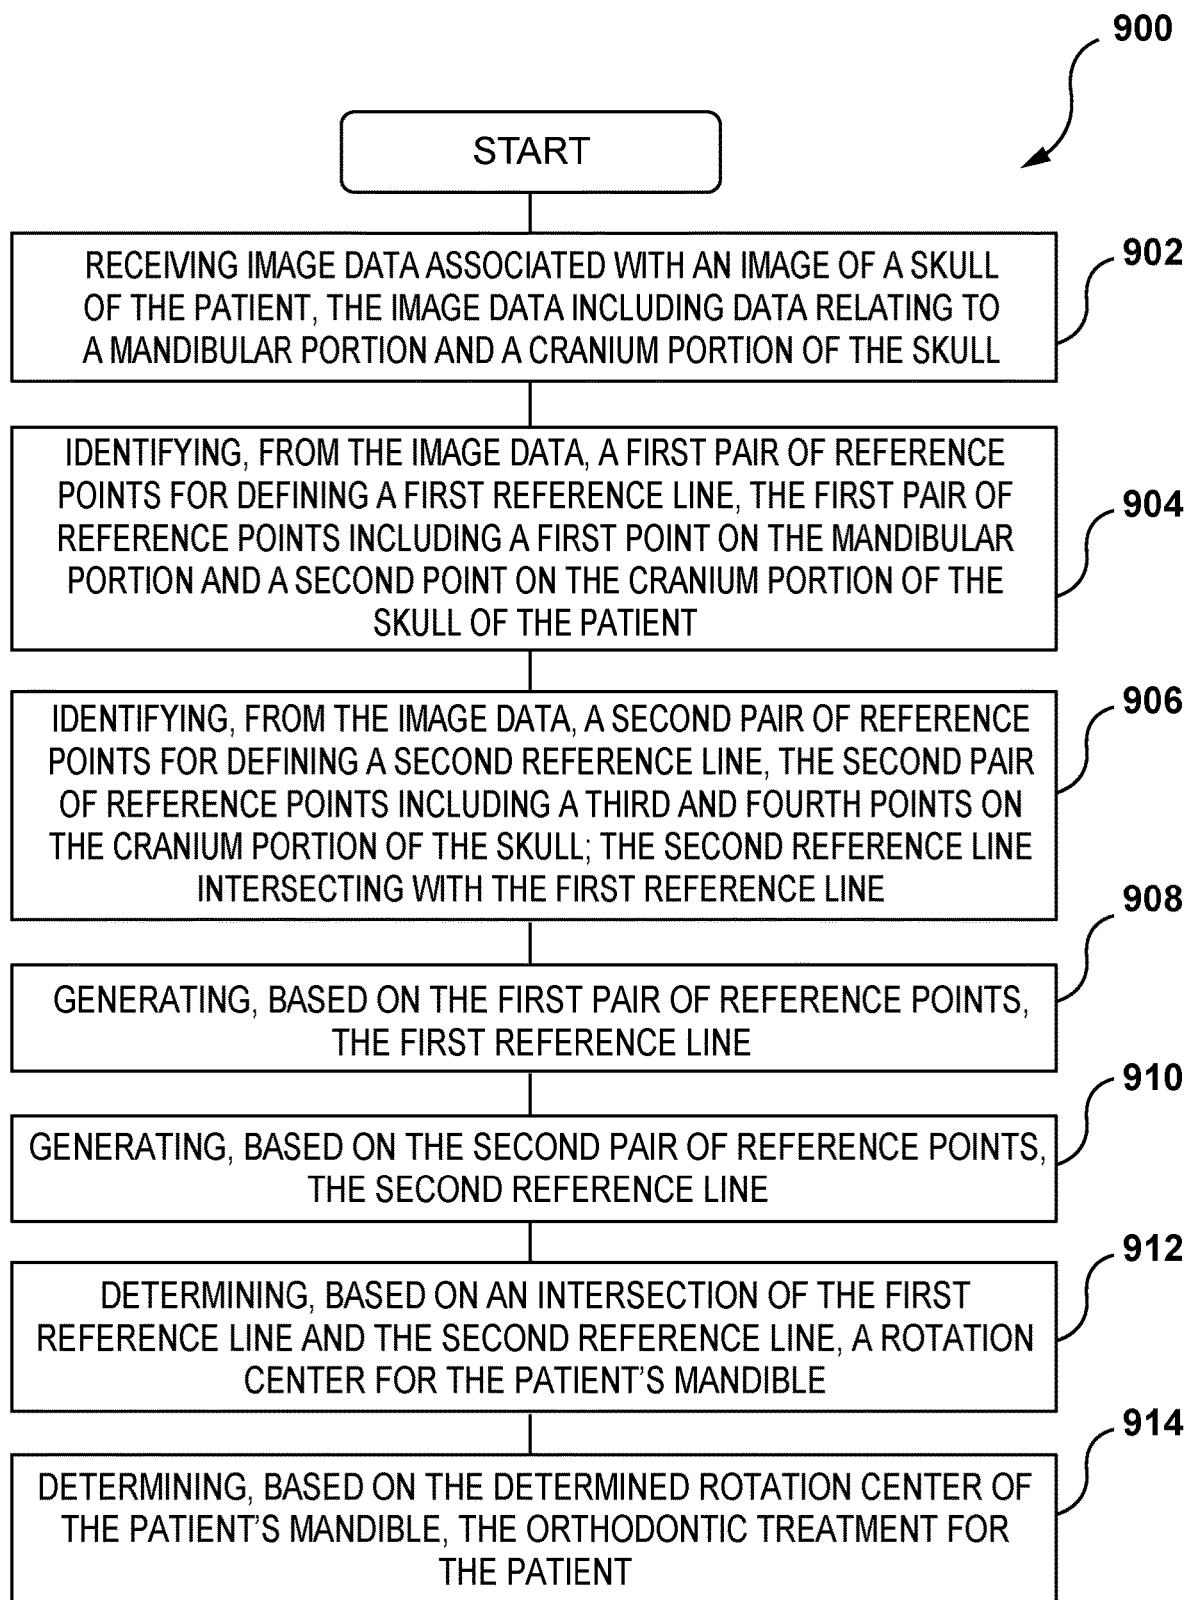 900
START
902
RECEIVING IMAGE DATA ASSOCIATED WITH AN IMAGE OF A SKULL
OF THE PATIENT, THE IMAGE DATA INCLUDING DATA RELATING TO
A MANDIBULAR PORTION AND A CRANIUM PORTION OF THE SKULL
904
IDENTIFYING, FROM THE IMAGE DATA, A FIRST PAIR OF REFERENCE
POINTS FOR DEFINING A FIRST REFERENCE LINE, THE FIRST PAIR OF
REFERENCE POINTS INCLUDING A FIRST POINT ON THE MANDIBULAR
PORTION AND A SECOND POINT ON THE CRANIUM PORTION OF THE
SKULL OF THE PATIENT
906
IDENTIFYING, FROM THE IMAGE DATA, A SECOND PAIR OF REFERENCE
POINTS FOR DEFINING A SECOND REFERENCE LINE, THE SECOND PAIR
OF REFERENCE POINTS INCLUDING A THIRD AND FOURTH POINTS ON
THE CRANIUM PORTION OF THE SKULL; THE SECOND REFERENCE LINE
INTERSECTING WITH THE FIRST REFERENCE LINE
908
GENERATING, BASED ON THE FIRST PAIR OF REFERENCE POINTS,
THE FIRST REFERENCE LINE
910
GENERATING, BASED ON THE SECOND PAIR OF REFERENCE POINTS,
THE SECOND REFERENCE LINE
912
DETERMINING, BASED ON AN INTERSECTION OF THE FIRST
REFERENCE LINE AND THE SECOND REFERENCE LINE, A ROTATION
CENTER FOR THE PATIENT'S MANDIBLE
914
DETERMINING, BASED ON THE DETERMINED ROTATION CENTER OF
THE PATIENT'S MANDIBLE, THE ORTHODONTIC TREATMENT FOR
THE PATIENT